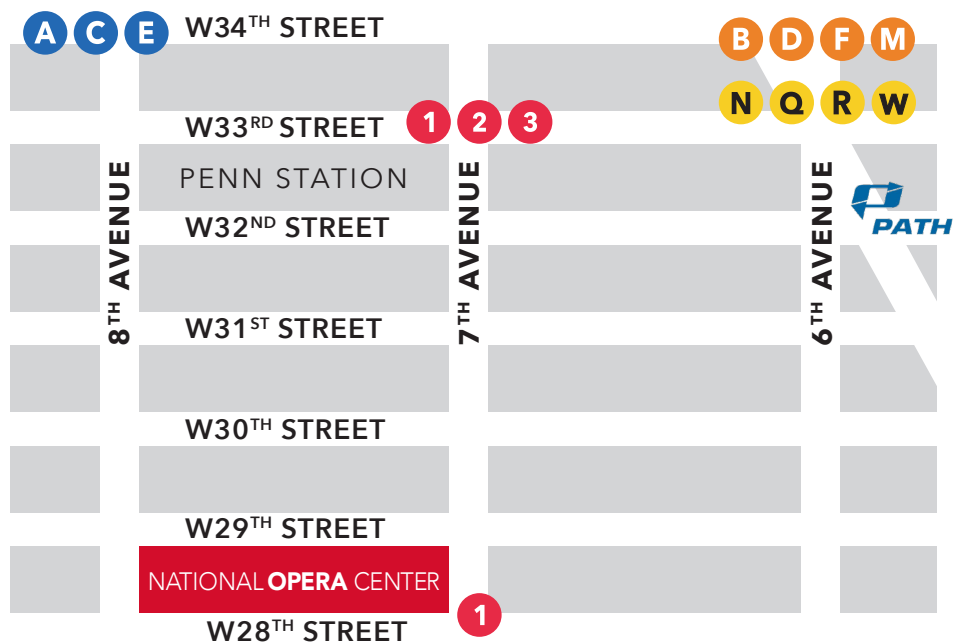 A C E W34TH STREET
B D F M
N Q R W
W33RD STREET 1 2 3
PENN STATION
8TH AVENUE
7TH AVENUE
6TH AVENUE
PATH
W32ND STREET
W31ST STREET
W30TH STREET
W29TH STREET
NATIONAL OPERA CENTER
1
W28TH STREET